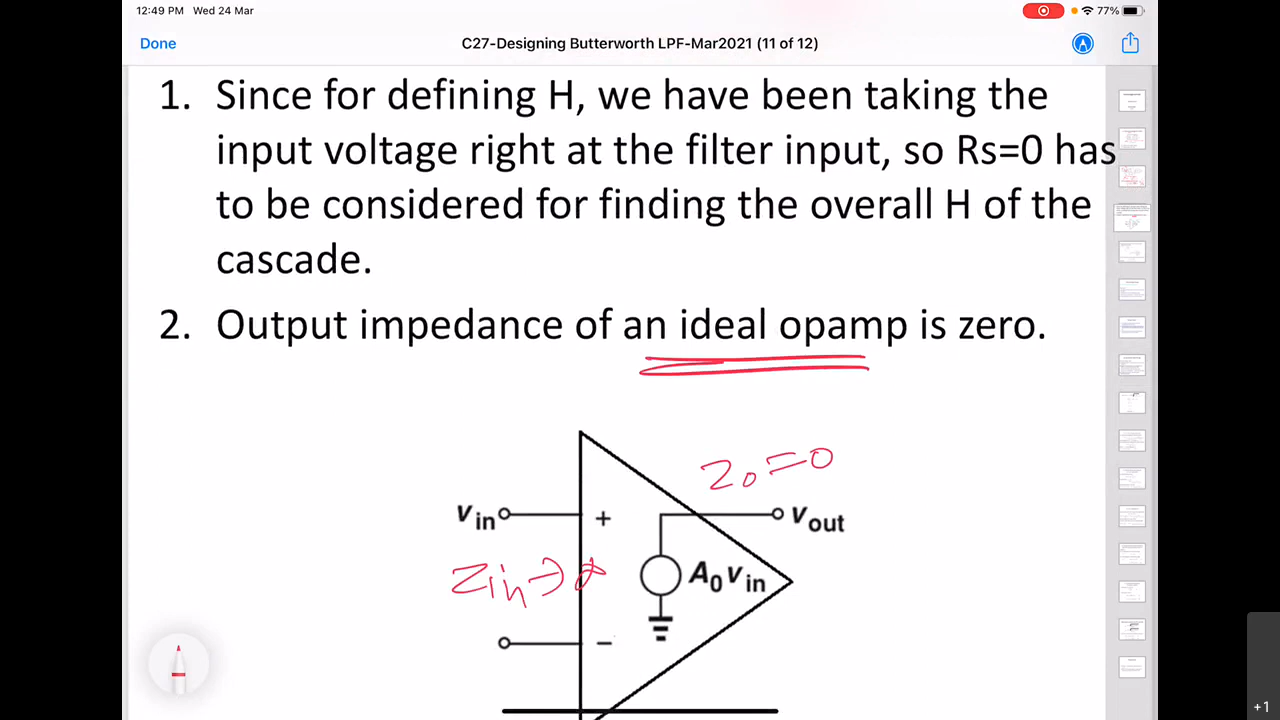 12:49 PM Wed 24 Mar
77%
Done
C27-Designing Butterworth LPF-Mar2021 (11 of 12)
1. Since for defining H, we have been taking the
input voltage right at the filter input, so Rs=0 has
to be considered for finding the overall H of the
cascade.
2. Output impedance of an ideal opamp is zero.
Zo=0
Vin
+
Vout
Zin→∞
A0Vin
−
+1